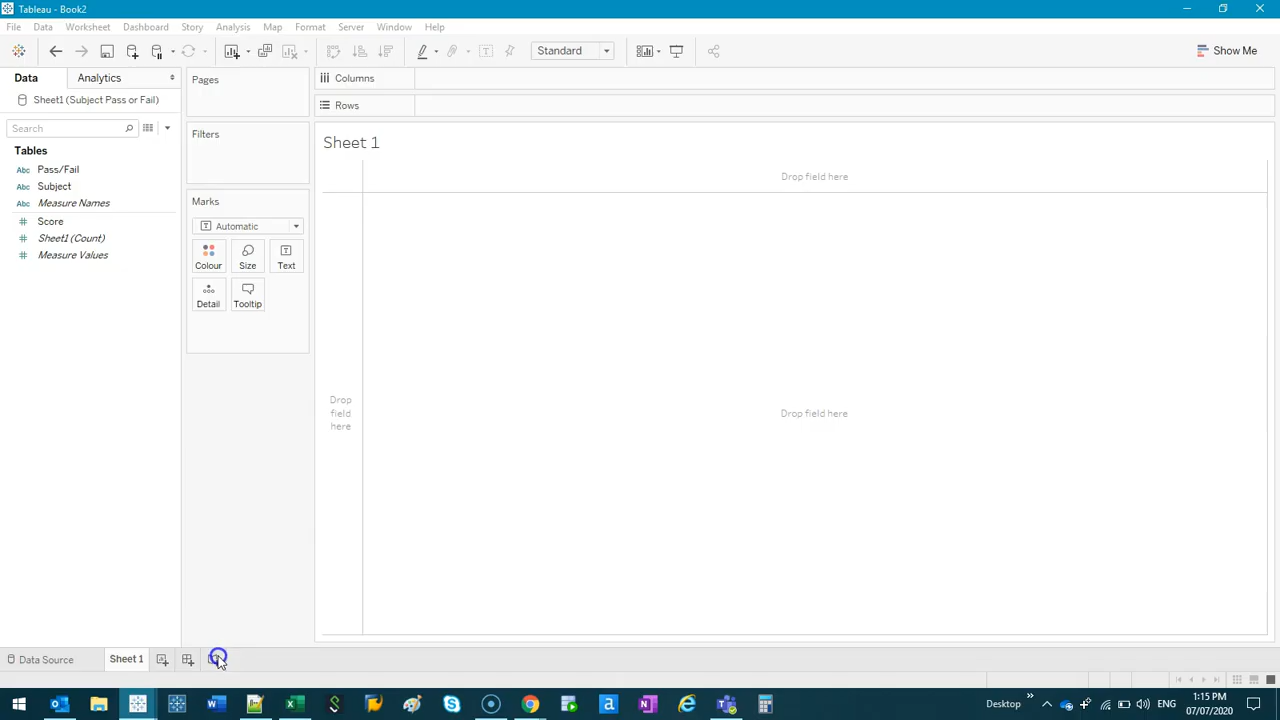 Tableau - Book2
File Data Worksheet Dashboard Story Analysis Map Format Server Window Help
Standard
Show Me
Data Analytics
Pages
Columns
Sheet1 (Subject Pass or Fail)
Rows
Search
Filters
Tables
Sheet 1
Abc Pass/Fail
Drop field here
Abc Subject
Abc Measure Names
Marks
# Score
Automatic
# Sheet1 (Count)
# Measure Values
Colour Size Text
Detail Tooltip
Drop
field
here
Drop field here
Data Source Sheet 1
Desktop
ENG
1:15 PM
07/07/2020